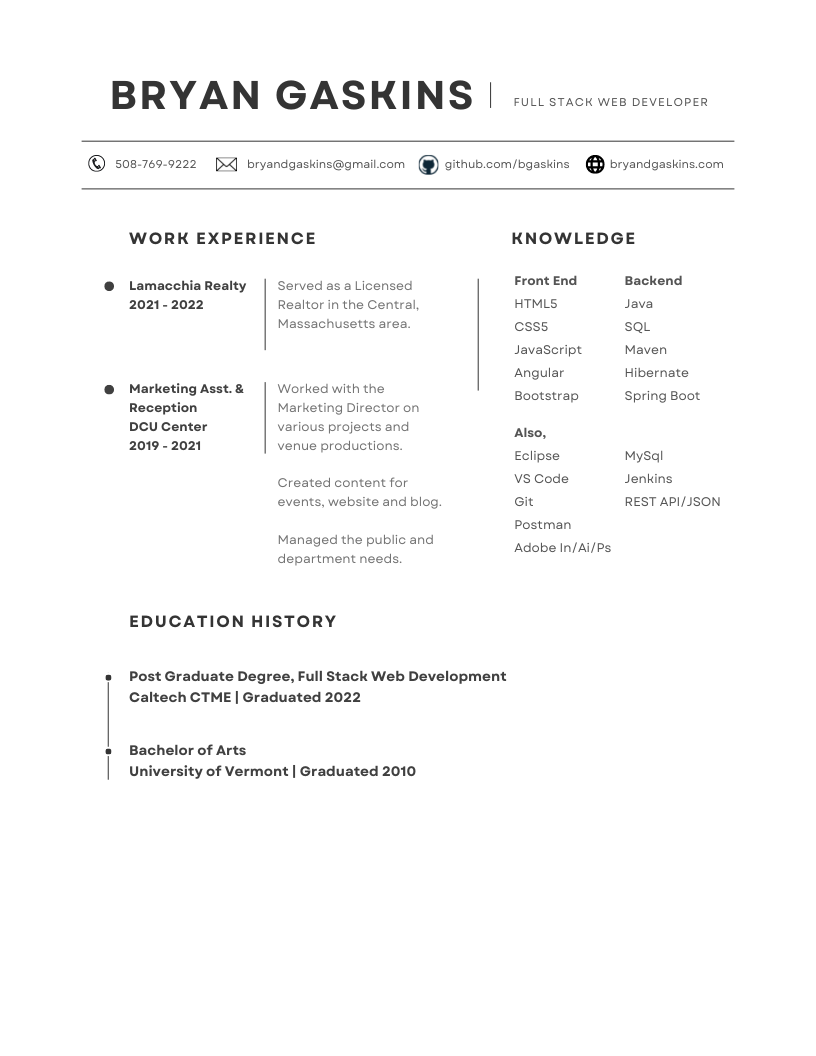 BRYAN GASKINS
FULL STACK WEB DEVELOPER
508-769-9222
bryandgaskins@gmail.com
github.com/bgaskins
bryandgaskins.com
WORK EXPERIENCE
Lamacchia Realty
2021 - 2022
Served as a Licensed
Realtor in the Central,
Massachusetts area.
Marketing Asst. &
Reception
DCU Center
2019 - 2021
Worked with the
Marketing Director on
various projects and
venue productions.
Created content for
events, website and blog.
Managed the public and
department needs.
KNOWLEDGE
Front End
HTML5
CSS5
JavaScript
Angular
Bootstrap
Backend
Java
SQL
Maven
Hibernate
Spring Boot
Also,
Eclipse
VS Code
Git
Postman
Adobe In/Ai/Ps
MySql
Jenkins
REST API/JSON
EDUCATION HISTORY
Post Graduate Degree, Full Stack Web Development
Caltech CTME | Graduated 2022
Bachelor of Arts
University of Vermont | Graduated 2010